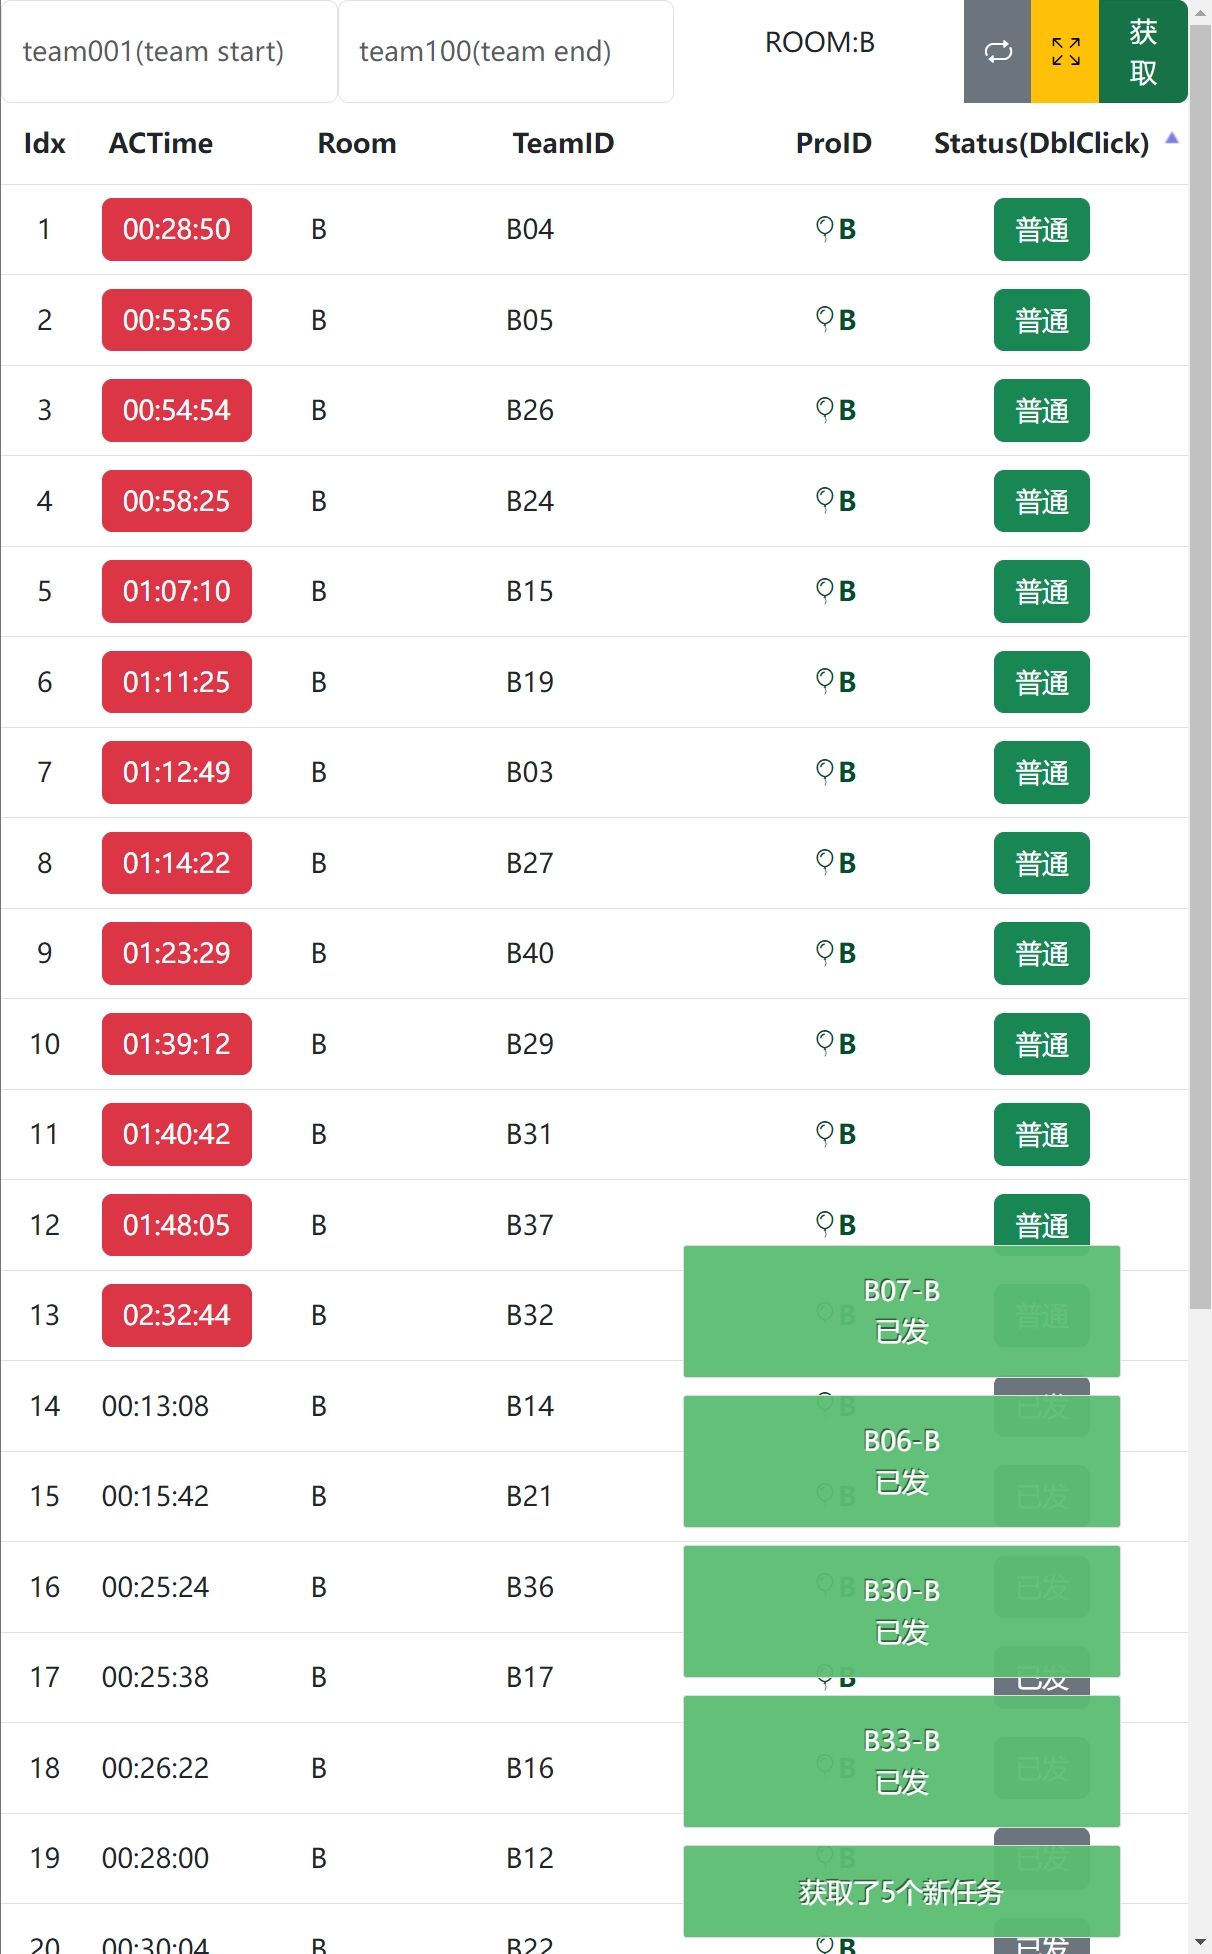 team001(team start) team100(team end) ROOM:B 获
取
Idx ACTime Room TeamID ProID Status(DblClick)
1 00:28:50 B B04 B 普通
2 00:53:56 B B05 B 普通
3 00:54:54 B B26 B 普通
4 00:58:25 B B24 B 普通
5 01:07:10 B B15 B 普通
6 01:11:25 B B19 B 普通
7 01:12:49 B B03 B 普通
8 01:14:22 B B27 B 普通
9 01:23:29 B B40 B 普通
10 01:39:12 B B29 B 普通
11 01:40:42 B B31 B 普通
12 01:48:05 B B37 B 普通
13 02:32:44 B B32 B 普通
14 00:13:08 B B14 B 已发
15 00:15:42 B B21 B 已发
16 00:25:24 B B36 B 已发
17 00:25:38 B B17 B 已发
18 00:26:22 B B16 B 已发
19 00:28:00 B B12 B 已发
20 00:30:04 B B22 B 已发
B07-B
已发
B06-B
已发
B30-B
已发
B33-B
已发
获取了5个新任务